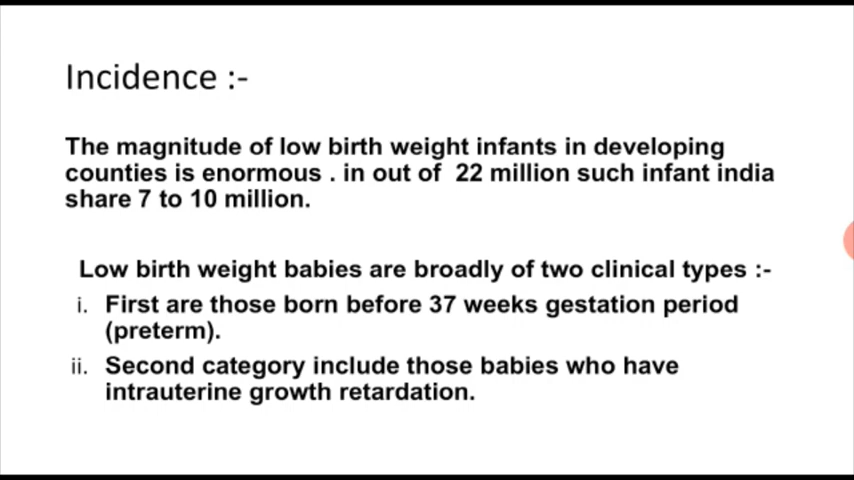 Incidence :-
The magnitude of low birth weight infants in developing
counties is enormous . in out of 22 million such infant india
share 7 to 10 million.
Low birth weight babies are broadly of two clinical types :-
i. First are those born before 37 weeks gestation period
(preterm).
ii. Second category include those babies who have
intrauterine growth retardation.